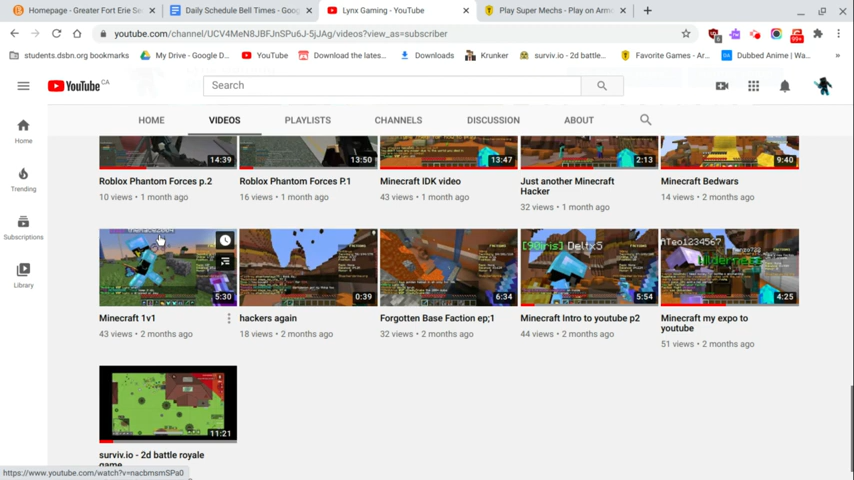 Homepage - Greater Fort Erie Se
Daily Schedule Bell Times - Goo
Lynx Gaming - YouTube
Play Super Mechs - Play on Arm
youtube.com/channel/UCV4MeN8JBFJnSPu6J-5jJAg/videos?view_as=subscriber
6
99+
students.dsbn.org bookmarks
My Drive - Google D...
YouTube
Download the lates...
Downloads
Krunker
surviv.io - 2d battle...
Favorite Games - Ar...
Dubbed Anime | Wa...
YouTube CA
Search
HOME
VIDEOS
PLAYLISTS
CHANNELS
DISCUSSION
ABOUT
Home
Trending
Subscriptions
Library
14:39
13:50
13:47
2:13
9:40
Roblox Phantom Forces p.2
10 views • 1 month ago
Roblox Phantom Forces P.1
16 views • 1 month ago
Minecraft IDK video
43 views • 1 month ago
Just another Minecraft
Hacker
32 views • 1 month ago
Minecraft Bedwars
14 views • 2 months ago
[90iris] Deltx5
nTeo1234567
5:30
0:39
6:34
5:54
4:25
Minecraft 1v1
43 views • 2 months ago
hackers again
18 views • 2 months ago
Forgotten Base Faction ep;1
32 views • 2 months ago
Minecraft Intro to youtube p2
44 views • 2 months ago
Minecraft my expo to
youtube
51 views • 2 months ago
11:21
surviv.io - 2d battle royale
game
https://www.youtube.com/watch?v=nacbmsmSPa0